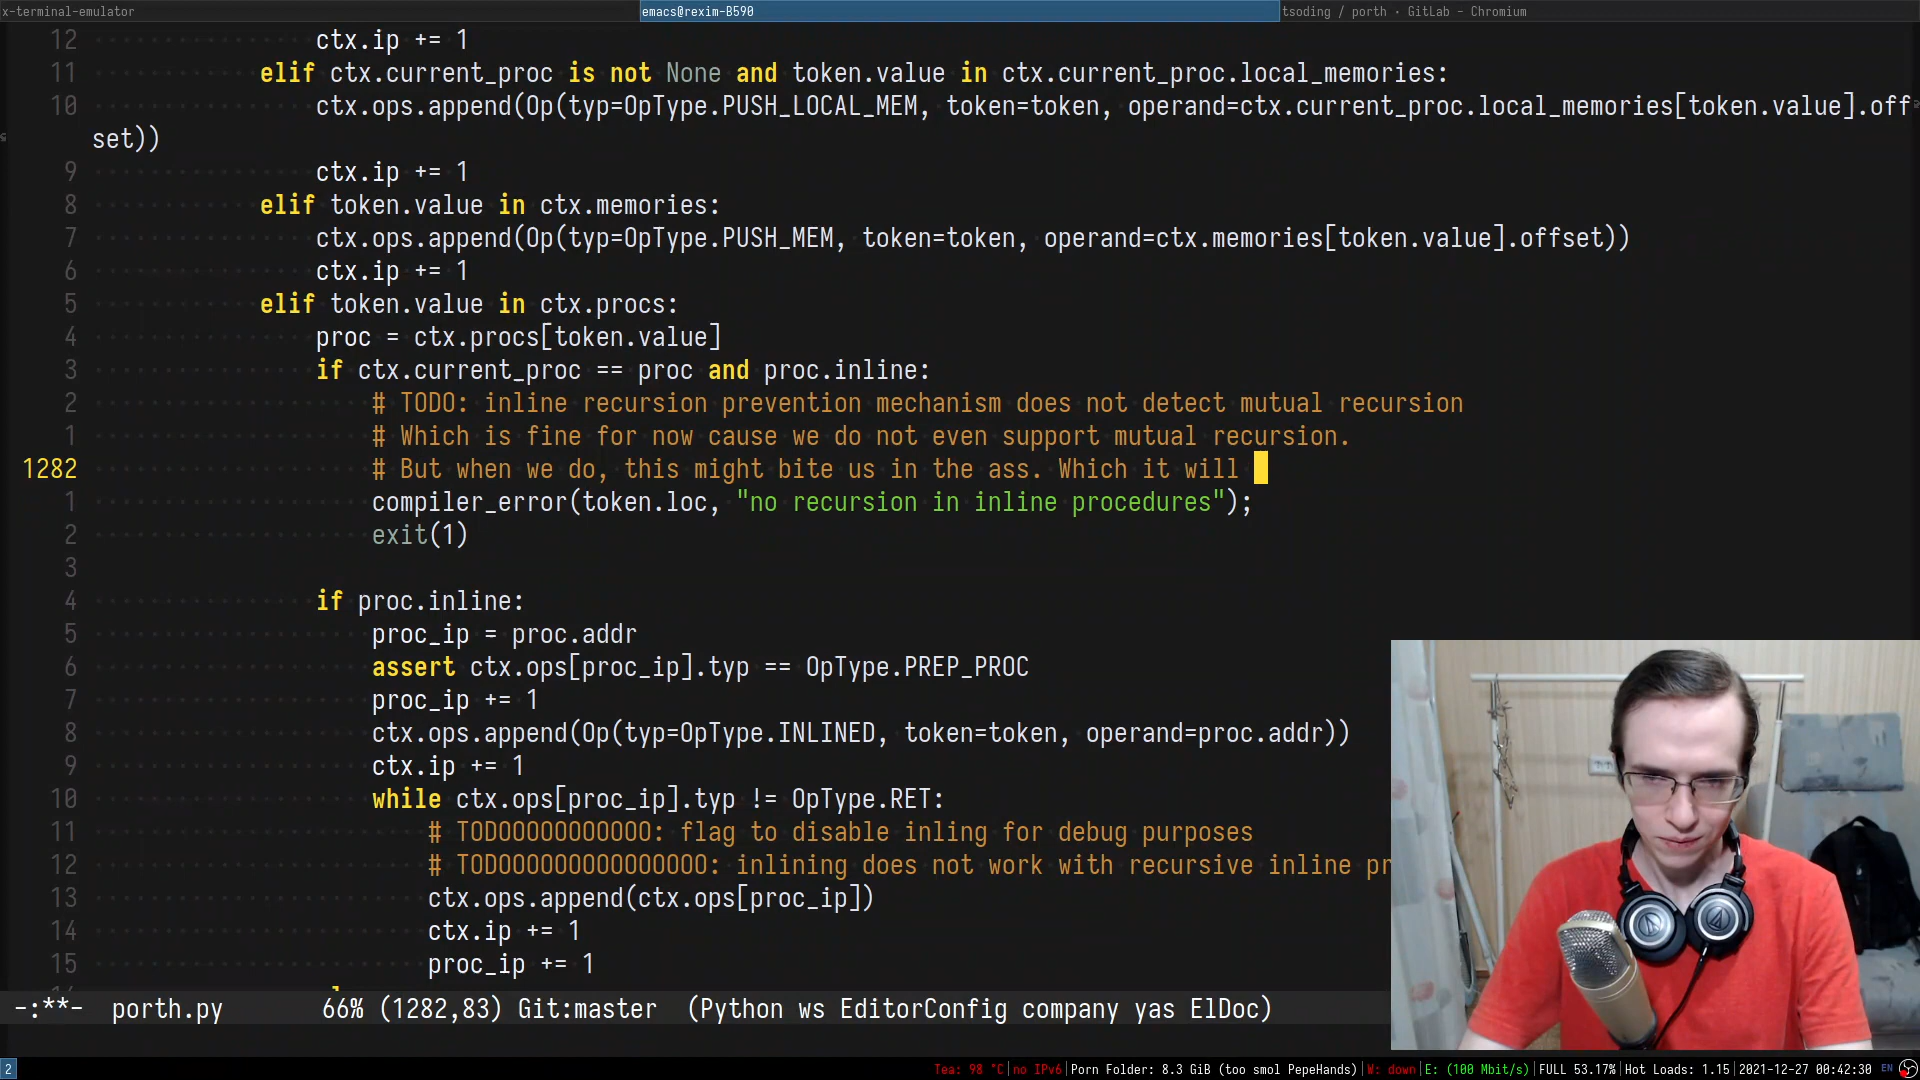 x-terminal-emulator
emacs@rexim-B590
tsoding / porth · GitLab - Chromium
12 ctx.ip += 1
11 elif ctx.current_proc is not None and token.value in ctx.current_proc.local_memories:
10 ctx.ops.append(Op(typ=OpType.PUSH_LOCAL_MEM, token=token, operand=ctx.current_proc.local_memories[token.value].off
set))
9 ctx.ip += 1
8 elif token.value in ctx.memories:
7 ctx.ops.append(Op(typ=OpType.PUSH_MEM, token=token, operand=ctx.memories[token.value].offset))
6 ctx.ip += 1
5 elif token.value in ctx.procs:
4 proc = ctx.procs[token.value]
3 if ctx.current_proc == proc and proc.inline:
2 # TODO: inline recursion prevention mechanism does not detect mutual recursion
1 # Which is fine for now cause we do not even support mutual recursion.
1282 # But when we do, this might bite us in the ass. Which it will
1 compiler_error(token.loc, "no recursion in inline procedures");
2 exit(1)
3
4 if proc.inline:
5 proc_ip = proc.addr
6 assert ctx.ops[proc_ip].typ == OpType.PREP_PROC
7 proc_ip += 1
8 ctx.ops.append(Op(typ=OpType.INLINED, token=token, operand=proc.addr))
9 ctx.ip += 1
10 while ctx.ops[proc_ip].typ != OpType.RET:
11 # TODOOOOOOOOOOO: flag to disable inling for debug purposes
12 # TODOOOOOOOOOOOOOOO: inlining does not work with recursive inline pr
13 ctx.ops.append(ctx.ops[proc_ip])
14 ctx.ip += 1
15 proc_ip += 1
-:**- porth.py 66% (1282,83) Git:master (Python ws EditorConfig company yas ElDoc)
2
Tea: 98 °C|no IPv6|Porn Folder: 8.3 GiB (too smol PepeHands)|W: down|E: (100 Mbit/s)|FULL 53.17%|Hot Loads: 1.15|2021-12-27 00:42:30 EN